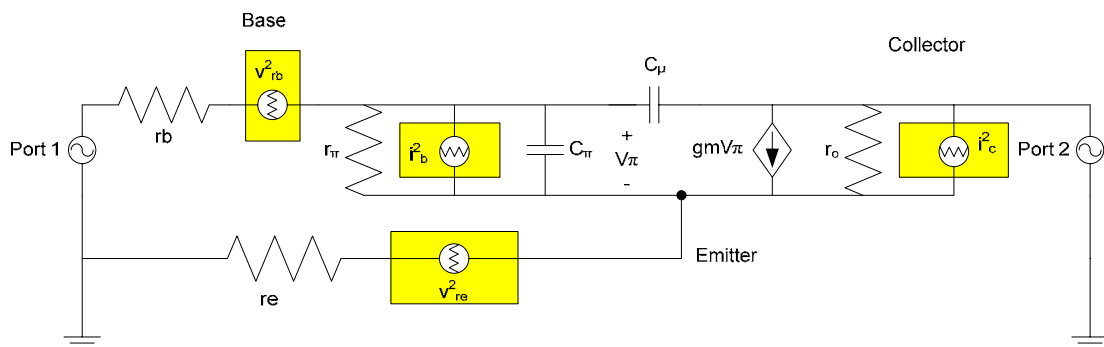 Base
Collector
v²rb
Cμ
rb
Port 1
rπ
i²b
Cπ
+
Vπ
-
gmVπ
ro
i²c
Port 2
Emitter
re
v²re